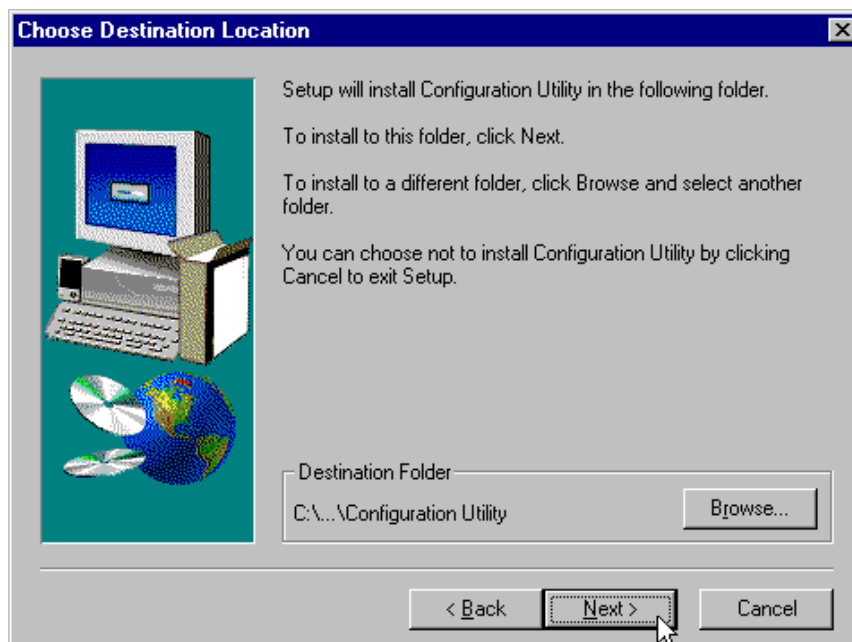 Choose Destination Location
Setup will install Configuration Utility in the following folder.
To install to this folder, click Next.
To install to a different folder, click Browse and select another
folder.
You can choose not to install Configuration Utility by clicking
Cancel to exit Setup.
Destination Folder
C:\...\Configuration Utility
Browse...
< Back
Next >
Cancel